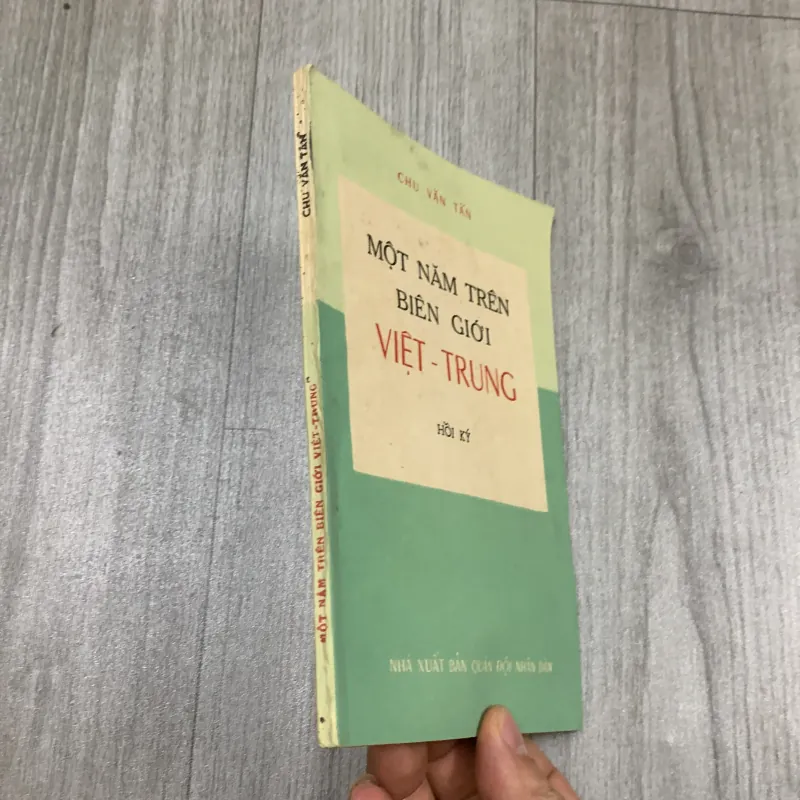 CHU VĂN TẤN
MỘT NĂM TRÊN BIÊN GIỚI VIỆT-TRUNG
CHU VĂN TẤN
MỘT NĂM TRÊN
BIÊN GIỚI
VIỆT - TRUNG
HỒI KÝ
NHÀ XUẤT BẢN QUÂN ĐỘI NHÂN DÂN